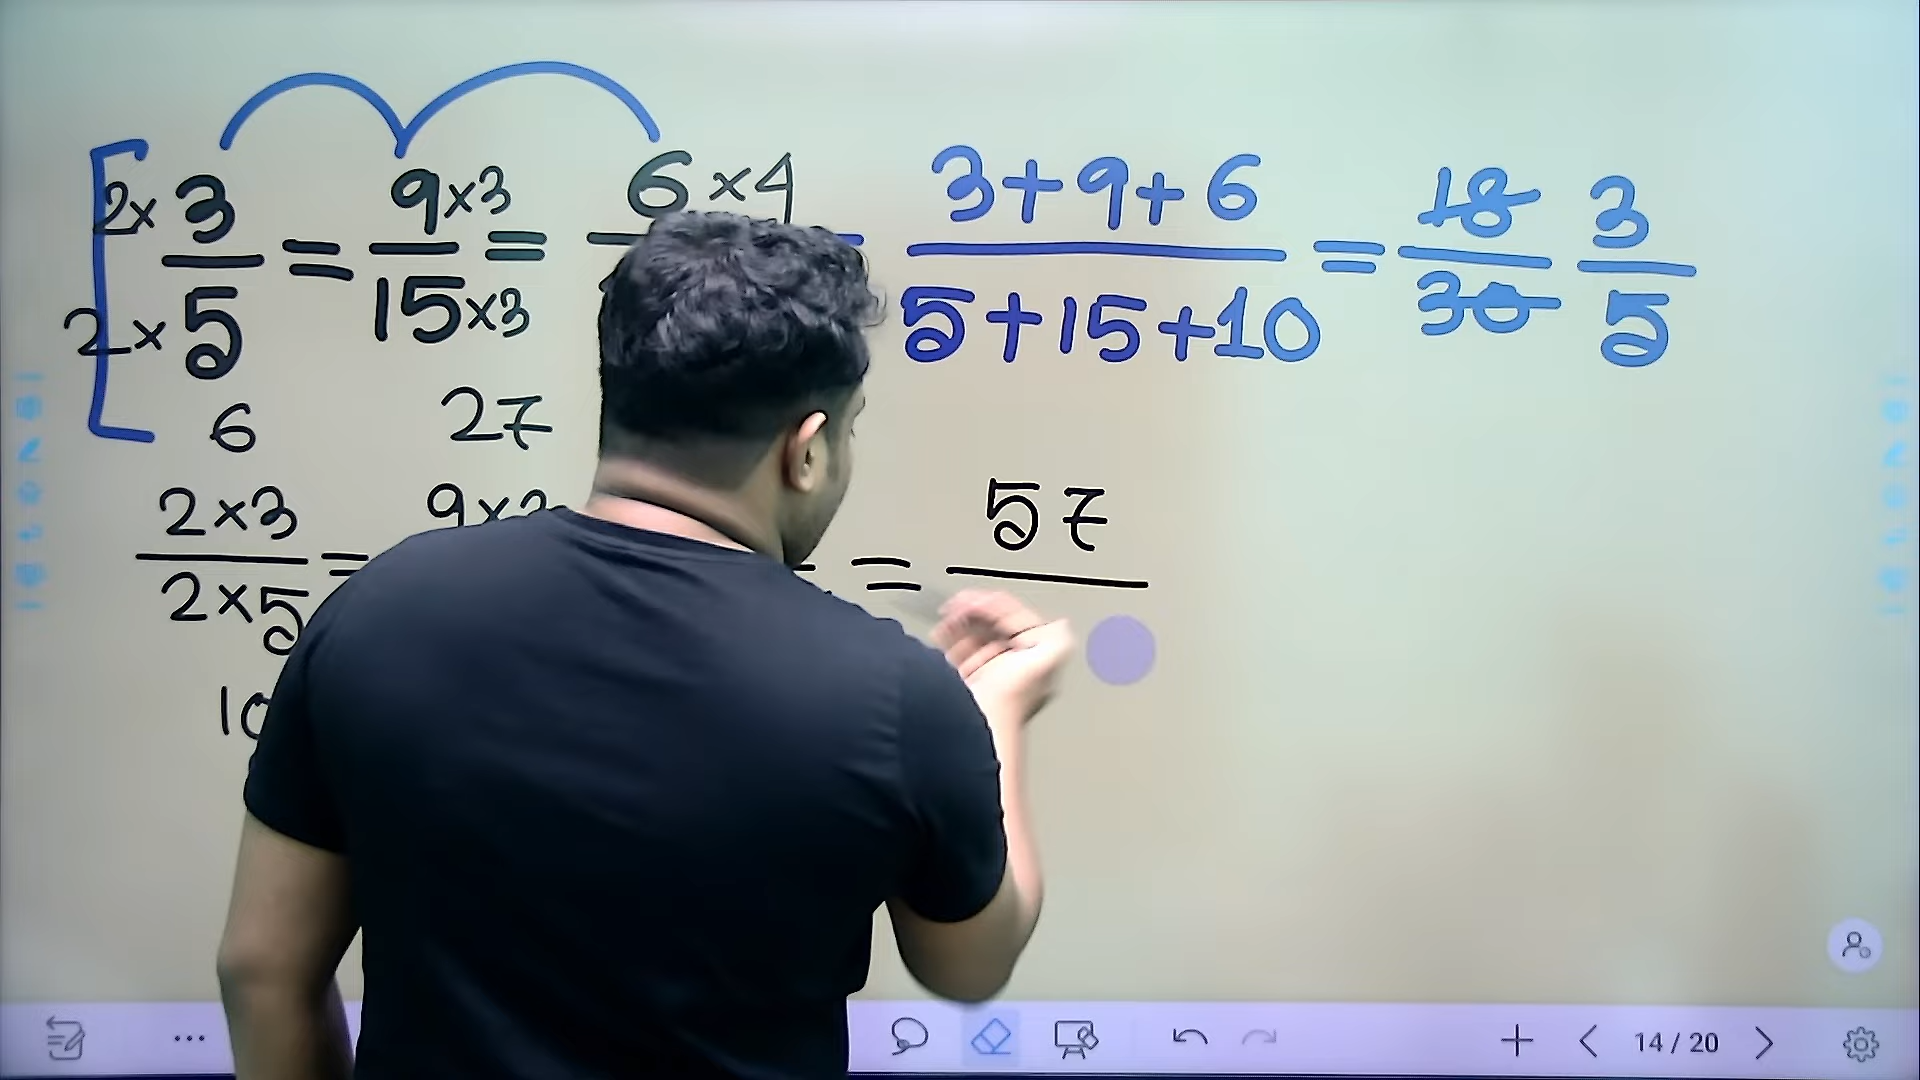 2× 3 9 ×3 6 ×4 3+9+6 18 3
= = =
2× 5 15 ×3 5+15+10 30 5
6 27
2×3 9× 57
= =
2×5
10
14 / 20